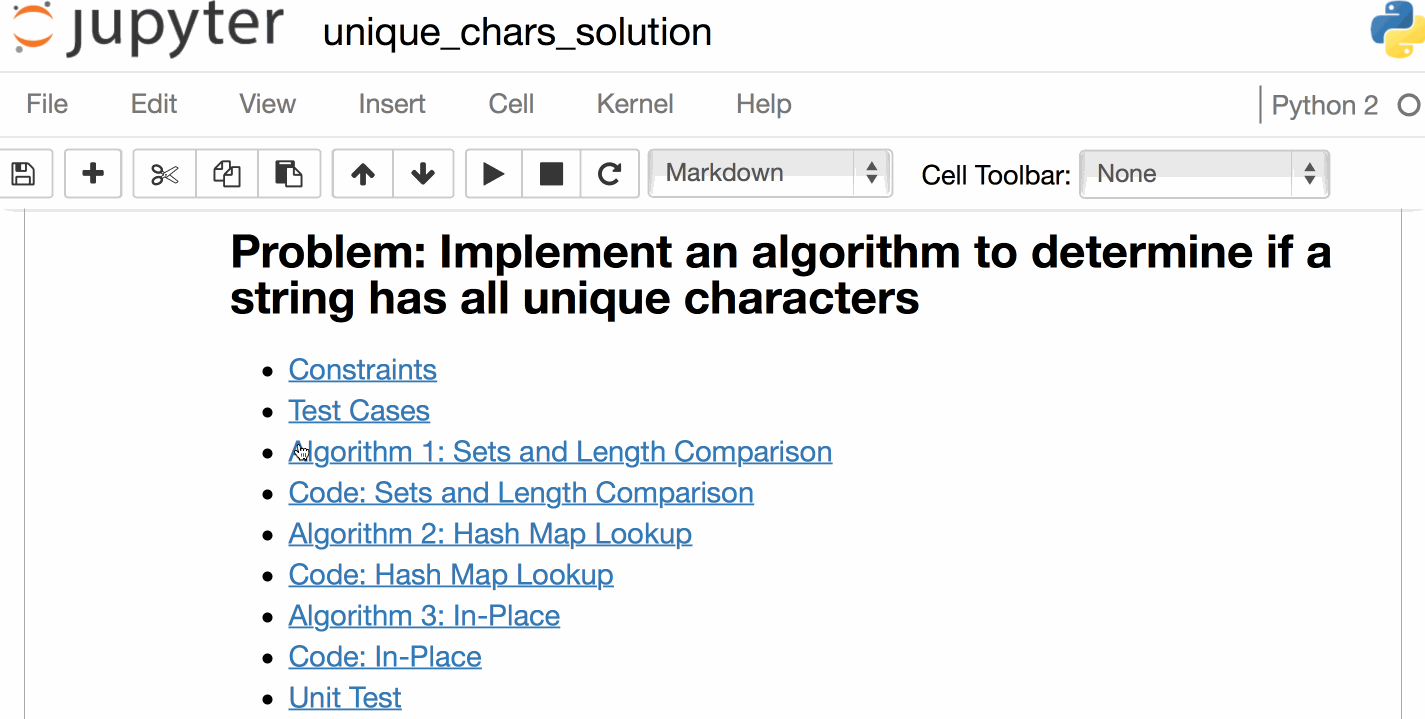 jupyter unique_chars_solution
File Edit View Insert Cell Kernel Help Python 2
Markdown Cell Toolbar: None
Problem: Implement an algorithm to determine if a
string has all unique characters
Constraints
Test Cases
Algorithm 1: Sets and Length Comparison
Code: Sets and Length Comparison
Algorithm 2: Hash Map Lookup
Code: Hash Map Lookup
Algorithm 3: In-Place
Code: In-Place
Unit Test